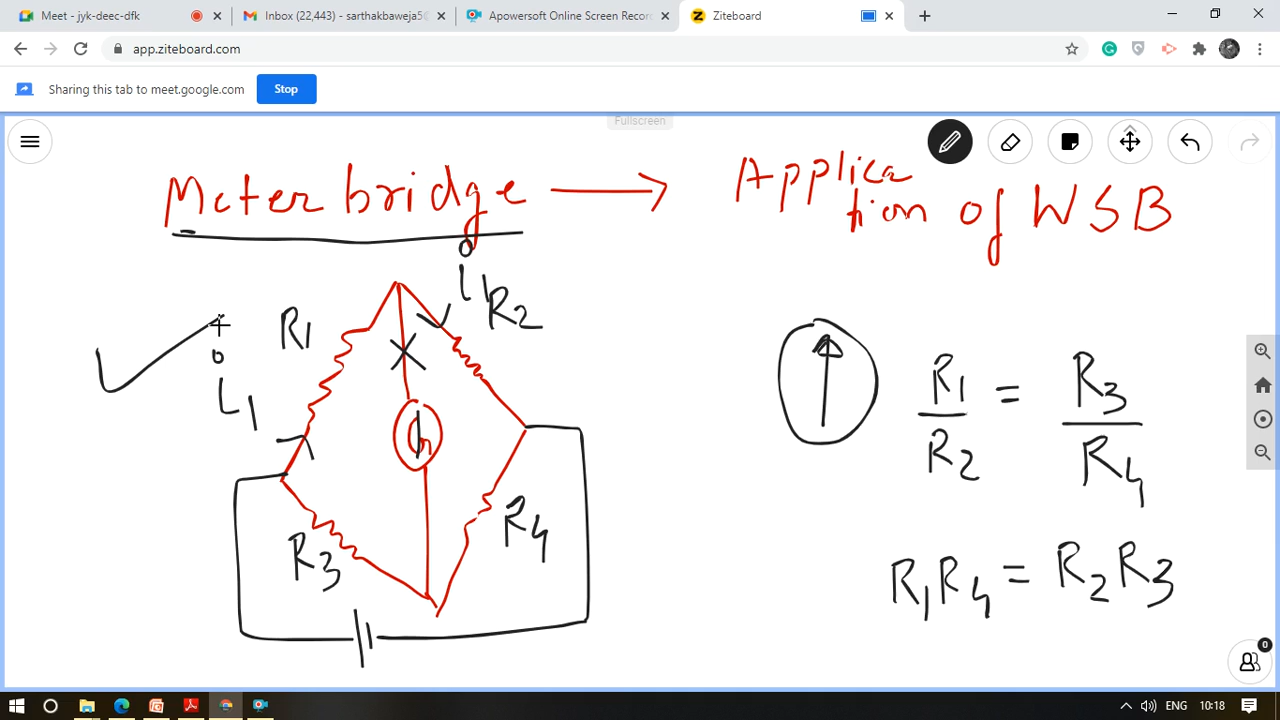 Meet - jyk-deec-dfk
Inbox (22,443) - sarthakbaweja5@
Apowersoft Online Screen Recor
Ziteboard
app.ziteboard.com
Sharing this tab to meet.google.com
Stop
Fullscreen
Meter bridge → Applica
tion of WSB
R1
R2
L1
R3
R4
G
R1/R2 = R3/R4
R1R4 = R2R3
0
ENG
10:18